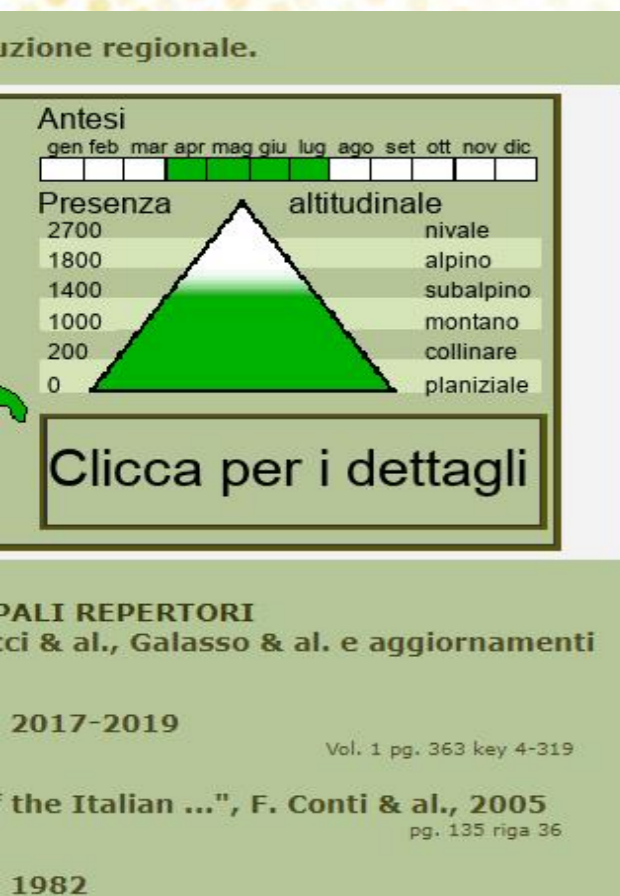 uzione regionale.
Antesi
gen feb mar apr mag giu lug ago set ott nov dic
Presenza altitudinale
2700 nivale
1800 alpino
1400 subalpino
1000 montano
200 collinare
0 planiziale
Clicca per i dettagli
PALI REPERTORI
cci & al., Galasso & al. e aggiornamenti
2017-2019
Vol. 1 pg. 363 key 4-319
the Italian ...", F. Conti & al., 2005
pg. 135 riga 36
1982